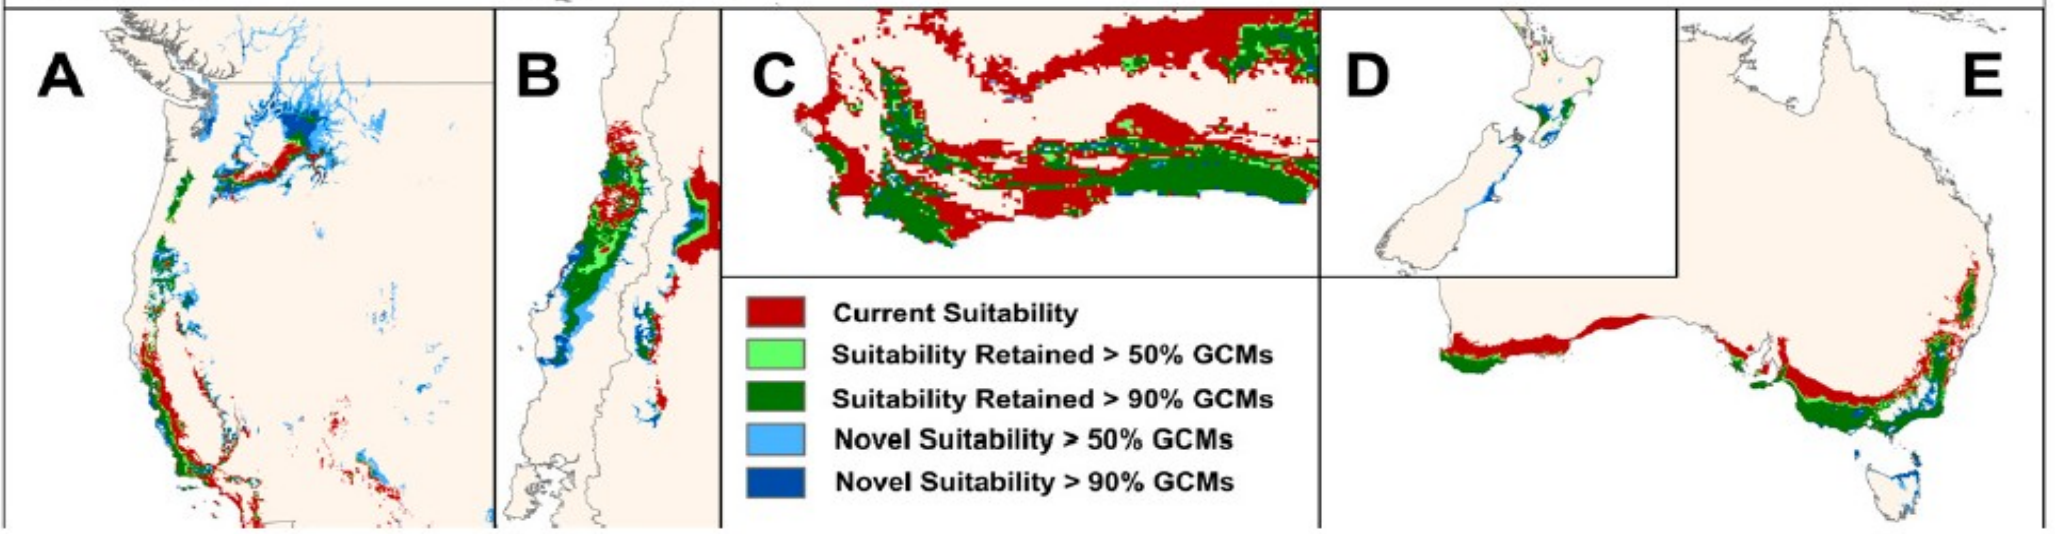 A
B
C
D
E
Current Suitability
Suitability Retained > 50% GCMs
Suitability Retained > 90% GCMs
Novel Suitability > 50% GCMs
Novel Suitability > 90% GCMs